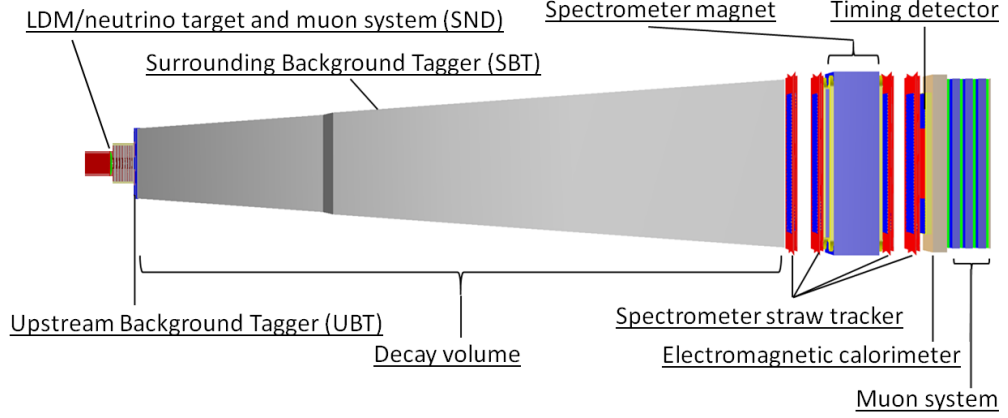 Spectrometer magnet
Timing detector
LDM/neutrino target and muon system (SND)
Surrounding Background Tagger (SBT)
Upstream Background Tagger (UBT)
Decay volume
Spectrometer straw tracker
Electromagnetic calorimeter
Muon system